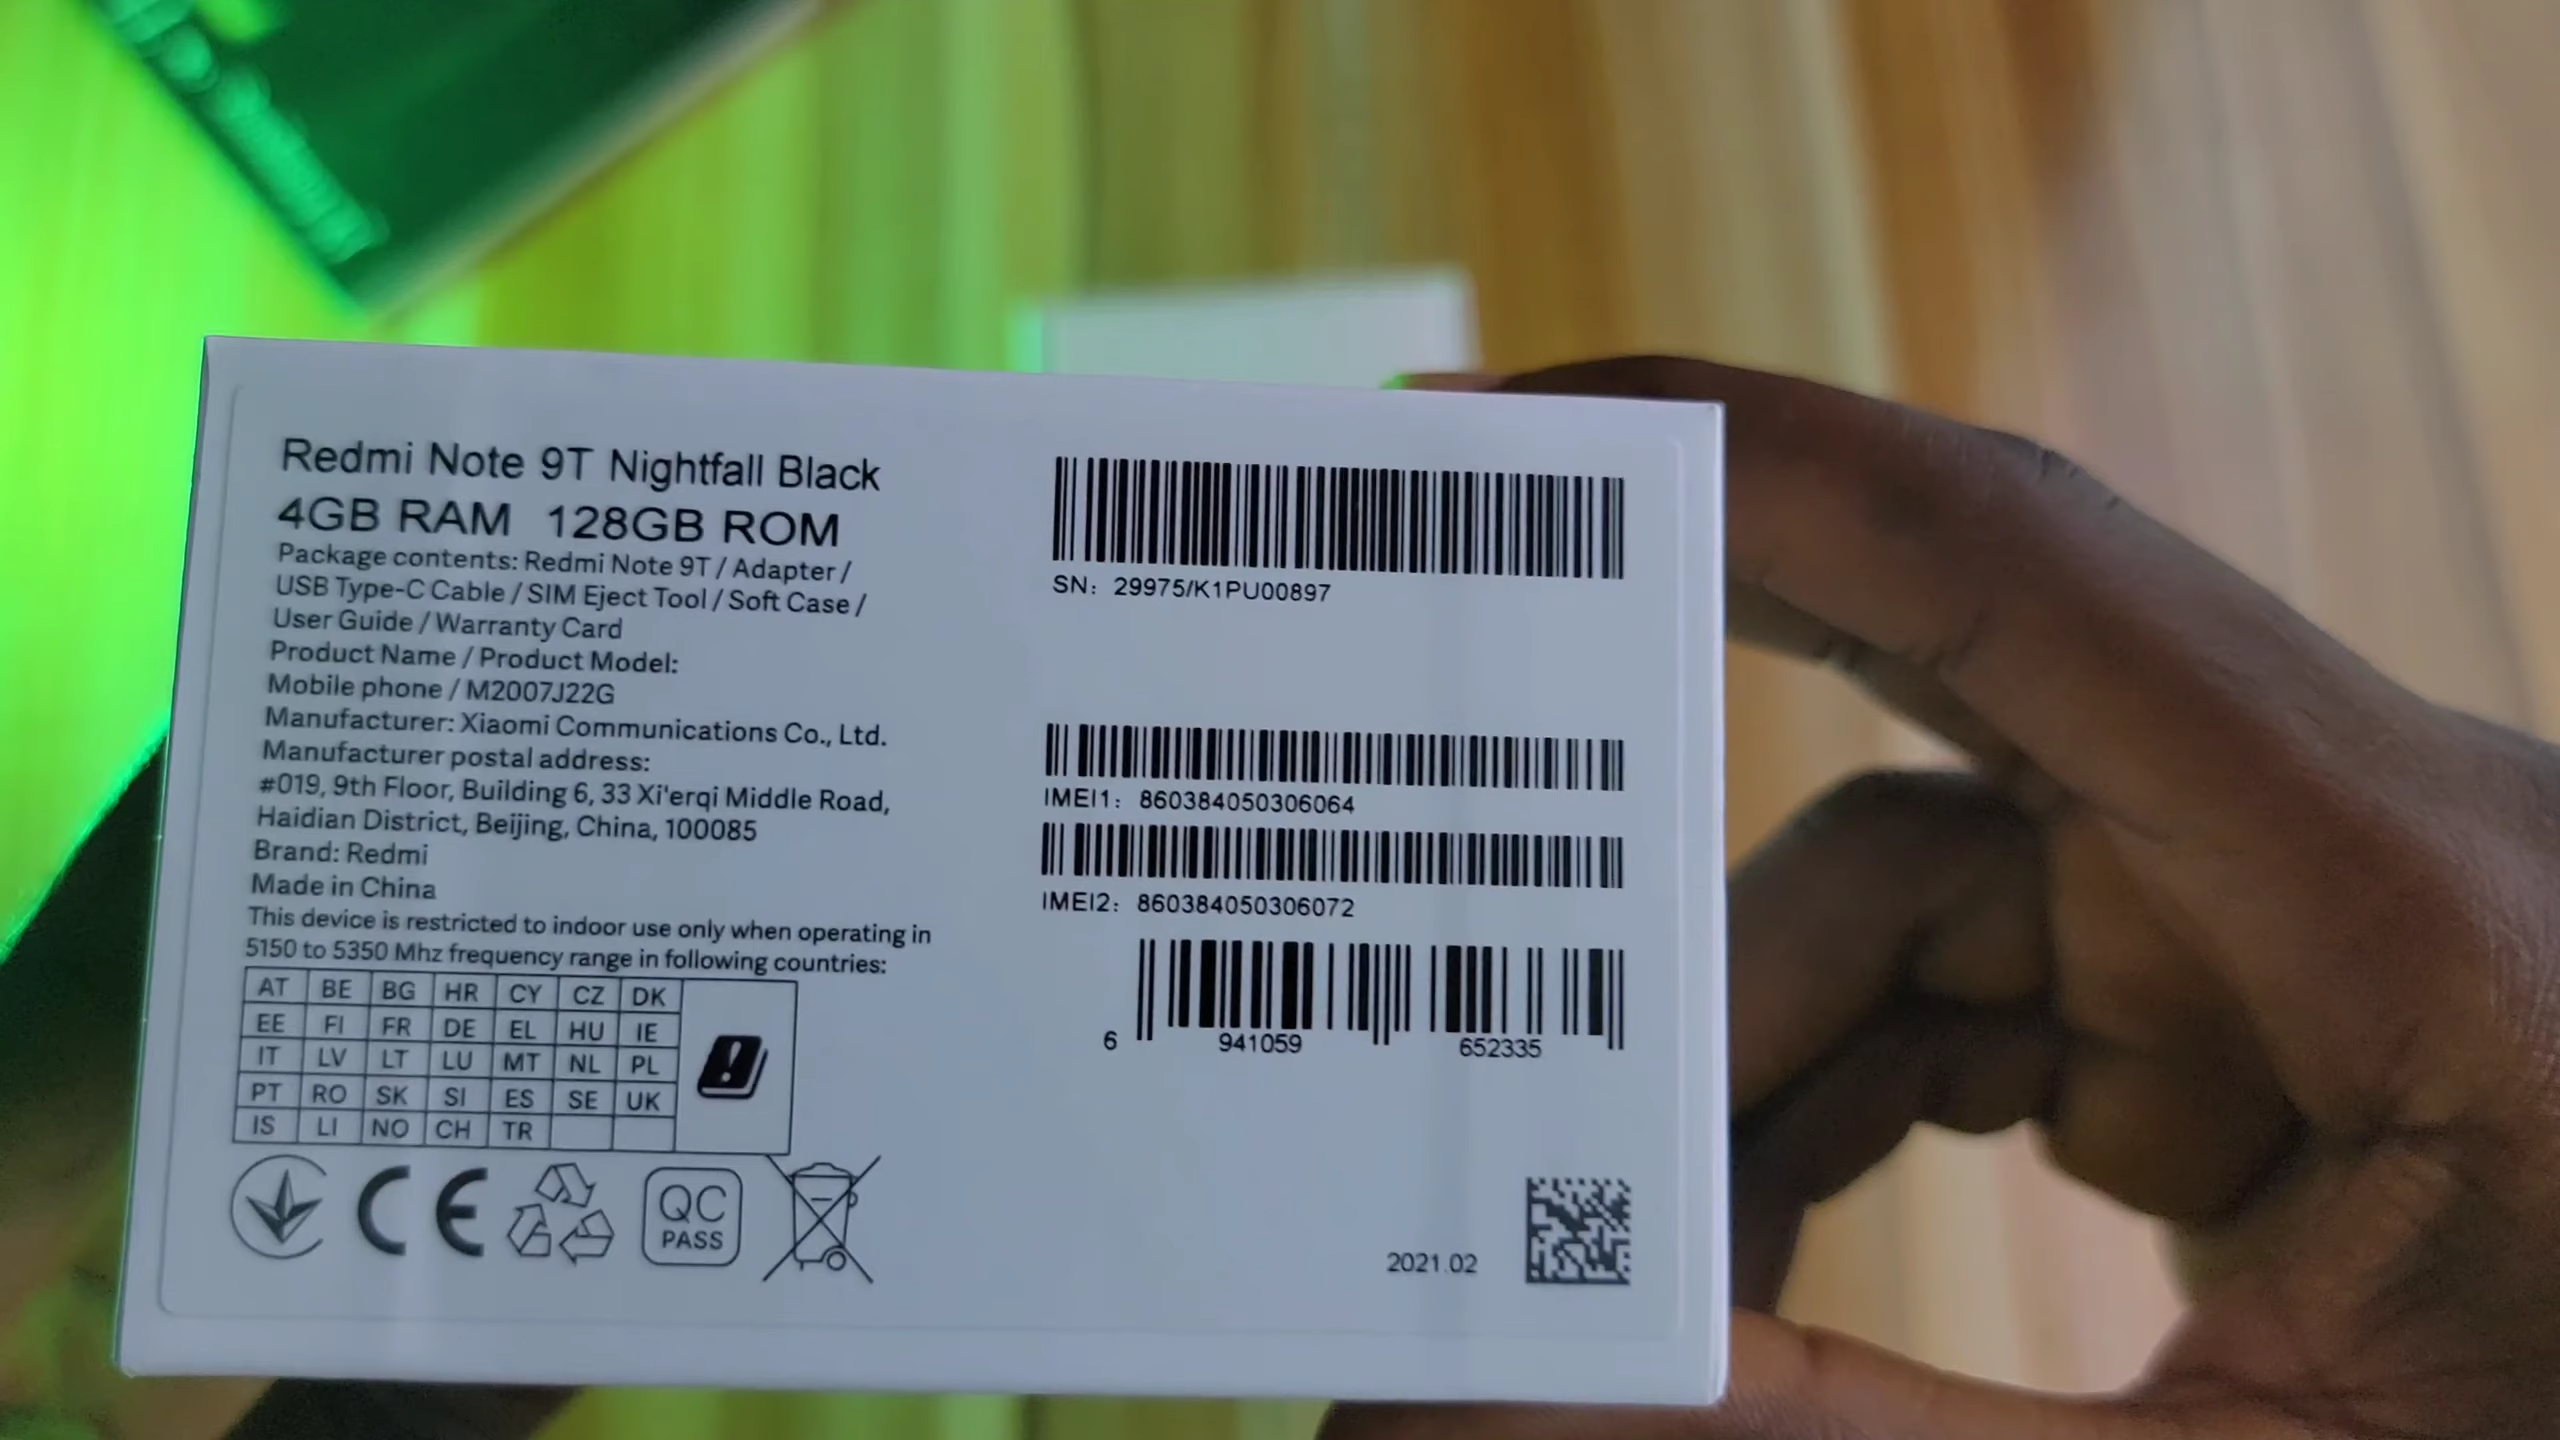 Redmi Note 9T Nightfall Black
4GB RAM 128GB ROM
Package contents: Redmi Note 9T / Adapter /
USB Type-C Cable / SIM Eject Tool / Soft Case /
User Guide / Warranty Card
Product Name / Product Model:
Mobile phone / M2007J22G
Manufacturer: Xiaomi Communications Co., Ltd.
Manufacturer postal address:
#019, 9th Floor, Building 6, 33 Xi'erqi Middle Road,
Haidian District, Beijing, China, 100085
Brand: Redmi
Made in China
This device is restricted to indoor use only when operating in
5150 to 5350 Mhz frequency range in following countries:
AT BE BG HR CY CZ DK
EE FI FR DE EL HU IE
IT LV LT LU MT NL PL
PT RO SK SI ES SE UK
IS LI NO CH TR
CE
QC
PASS
SN: 29975/K1PU00897
IMEI1: 860384050306064
IMEI2: 860384050306072
6 941059 652335
2021.02